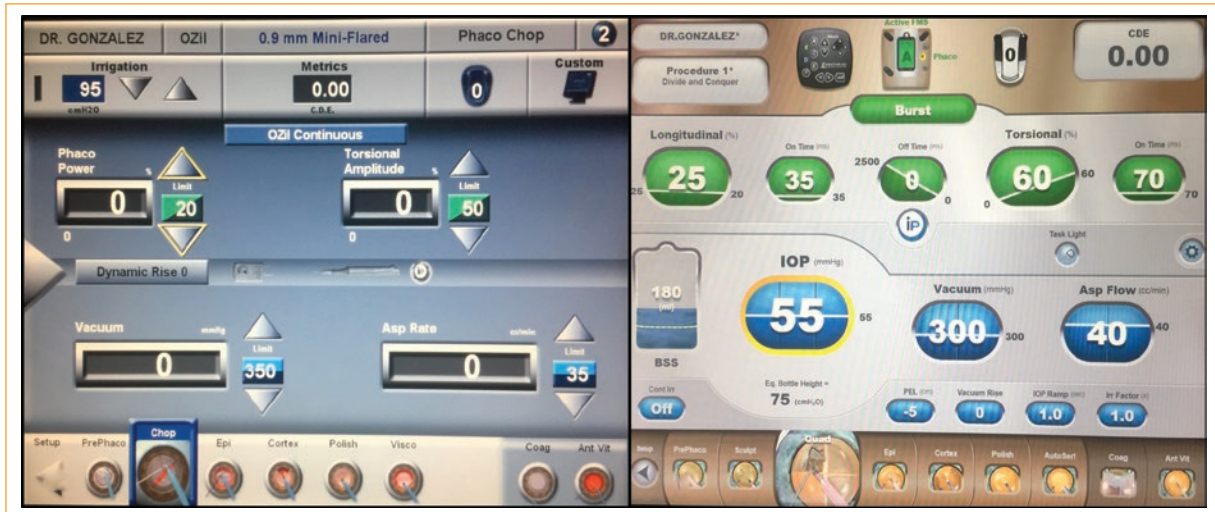 DR. GONZALEZ OZil 0.9 mm Mini-Flared Phaco Chop 2
Irrigation Metrics Custom
95 0.00 0
cmH2O C.D.E.
OZil Continuous
Phaco Power % Torsional Amplitude %
0 Limit 20 0 Limit 50
0 0
Dynamic Rise 0
Vacuum mmHg Asp Rate cc/min
0 Limit 350 0 Limit 35
Setup PrePhaco Chop Epi Cortex Polish Visco Coag Ant Vit
DR.GONZALEZ*
Procedure 1*
Divide and Conquer
Active FMS
A Phaco
0
CDE
0.00
Burst
Longitudinal (%) On Time (ms) Off Time (ms) Torsional (%) On Time (ms)
25 35 0 60 70
25 20 35 2500 0 0 60 70
iP
Task Light
180
(ml)
BSS
IOP (mmHg) Vacuum (mmHg) Asp Flow (cc/min)
55 55 300 300 40 40
Eq. Bottle Height =
75 (cmH₂O)
Cont Irr PEL (cm) Vacuum Rise IOP Ramp (sec) Irr Factor (x)
Off -5 0 1.0 1.0
Setup PrePhaco Sculpt Quad Epi Cortex Polish AutoSert Coag Ant Vit